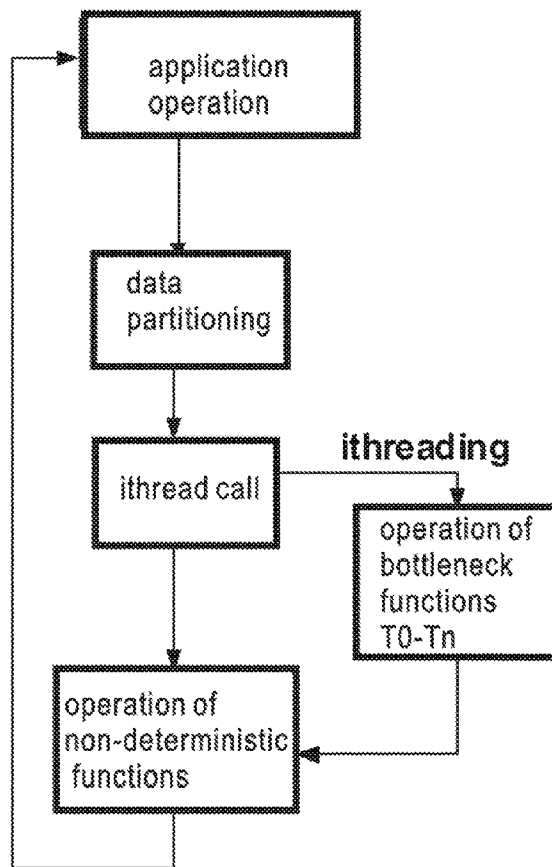 application
operation
data
partitioning
ithread call
ithreading
operation of
bottleneck
functions
T0-Tn
operation of
non-deterministic
functions